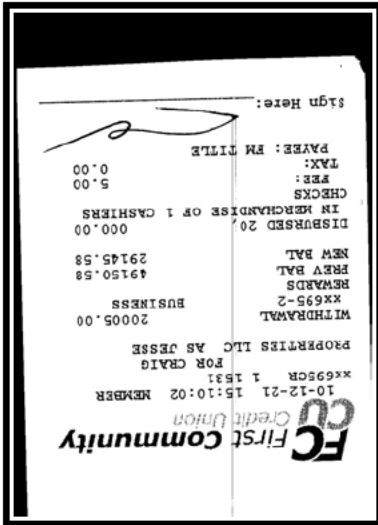 FC First Community
CU Credit Union
10-12-21 15:10:02 MEMBER
xx695CR 1 1531
FOR CRAIG
PROPERTIES LLC AS JESSE
WITHDRAWAL 20005.00
xx695-2 BUSINESS
REWARDS
PREV BAL 49150.58
NEW BAL 29145.58
DISBURSED 20, 000.00
IN MERCHANDISE OF 1 CASHIERS
CHECKS
FEE: 5.00
TAX: 0.00
PAYEE: FM TITLE
Sign Here: